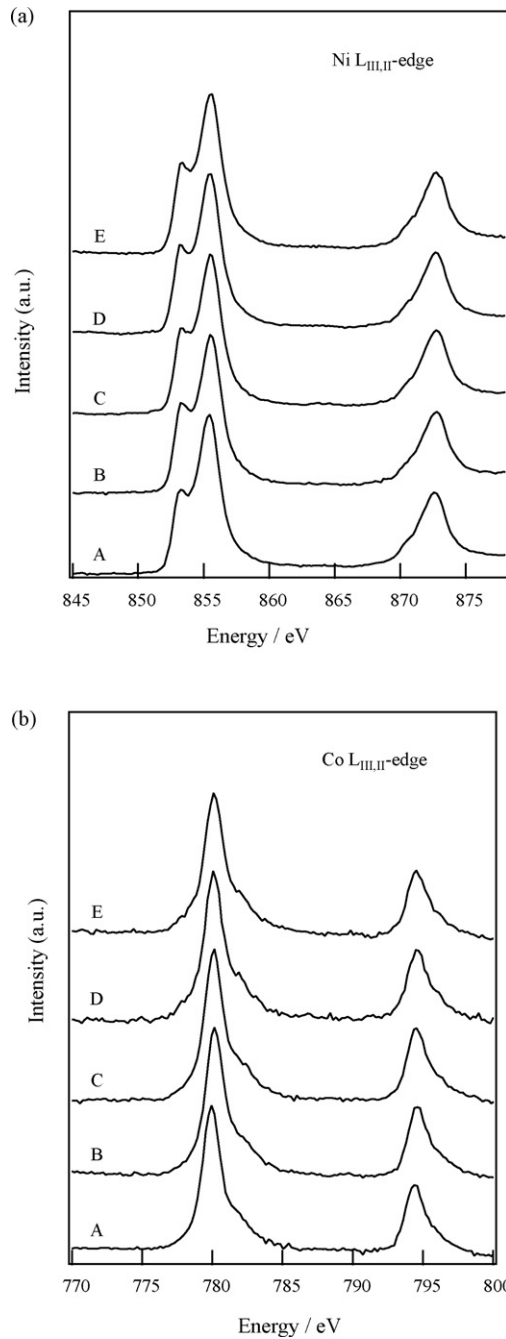 (a)
Ni L_III,II-edge
E
D
C
B
A
Intensity (a.u.)
845 850 855 860 865 870 875
Energy / eV
(b)
Co L_III,II-edge
E
D
C
B
A
Intensity (a.u.)
770 775 780 785 790 795 800
Energy / eV